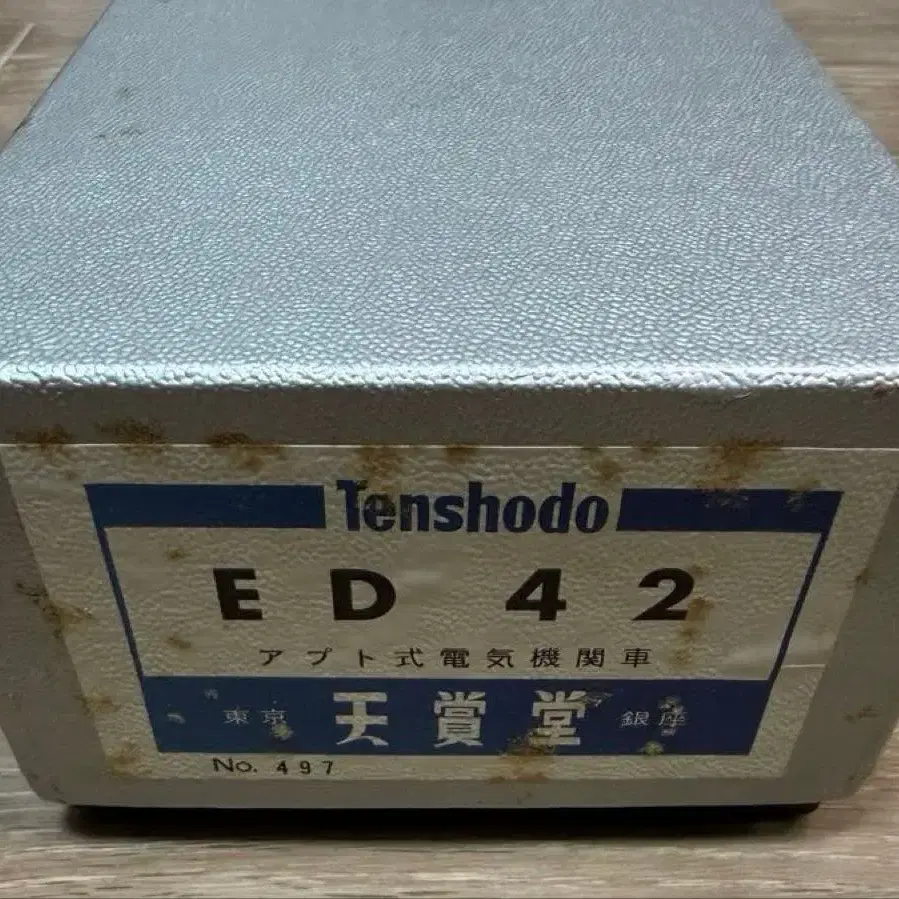 Tenshodo
ED 42
アプト式電気機関車
東京 天賞堂 銀座
No. 497